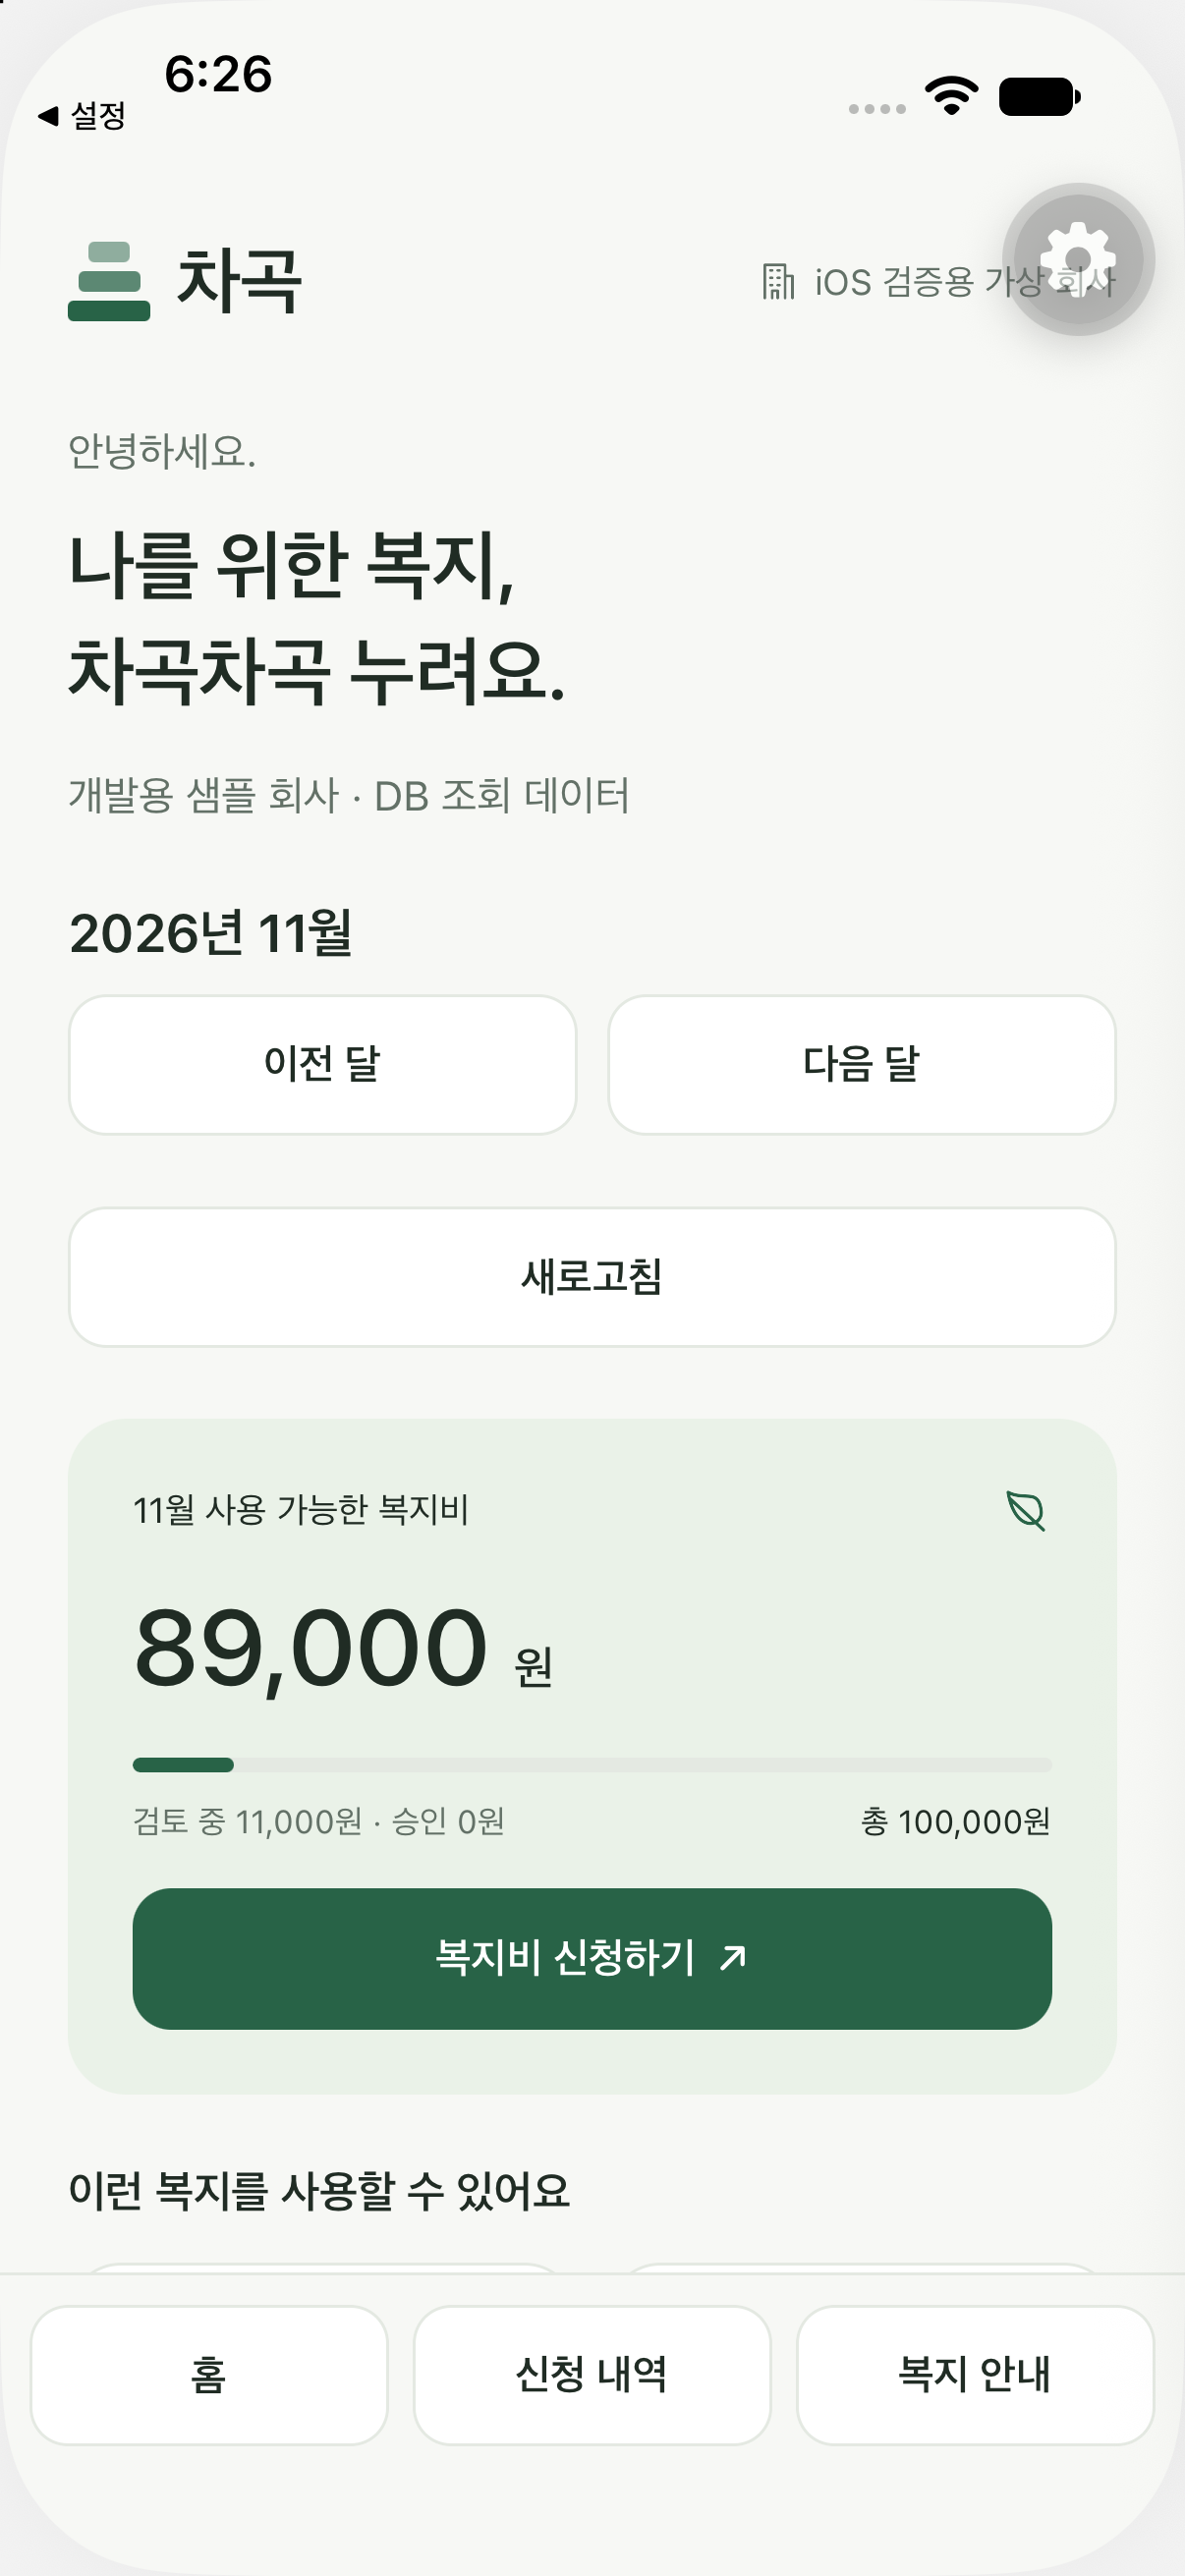 6:26
◀ 설정
차곡
iOS 검증용 가상 회사
안녕하세요.
나를 위한 복지,
차곡차곡 누려요.
개발용 샘플 회사 · DB 조회 데이터
2026년 11월
이전 달
다음 달
새로고침
11월 사용 가능한 복지비
89,000 원
검토 중 11,000원 · 승인 0원
총 100,000원
복지비 신청하기 ↗
이런 복지를 사용할 수 있어요
홈
신청 내역
복지 안내